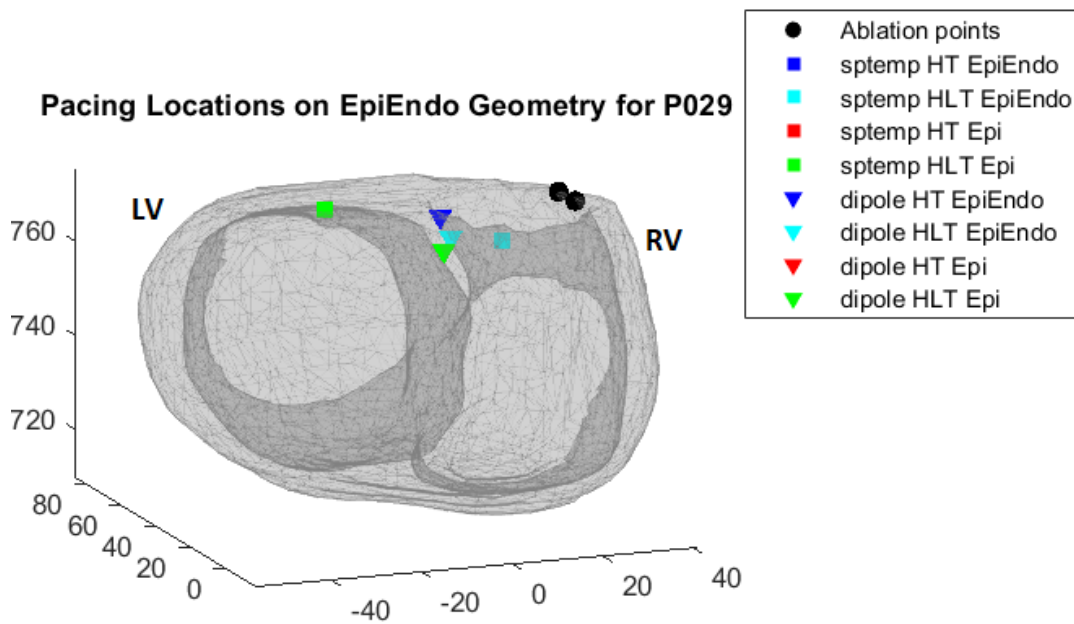 Ablation points
sptemp HT EpiEndo
sptemp HLT EpiEndo
sptemp HT Epi
sptemp HLT Epi
dipole HT EpiEndo
dipole HLT EpiEndo
dipole HT Epi
dipole HLT Epi
Pacing Locations on EpiEndo Geometry for P029
LV
RV
760
740
720
80
60
40
20
0
-40
-20
0
20
40